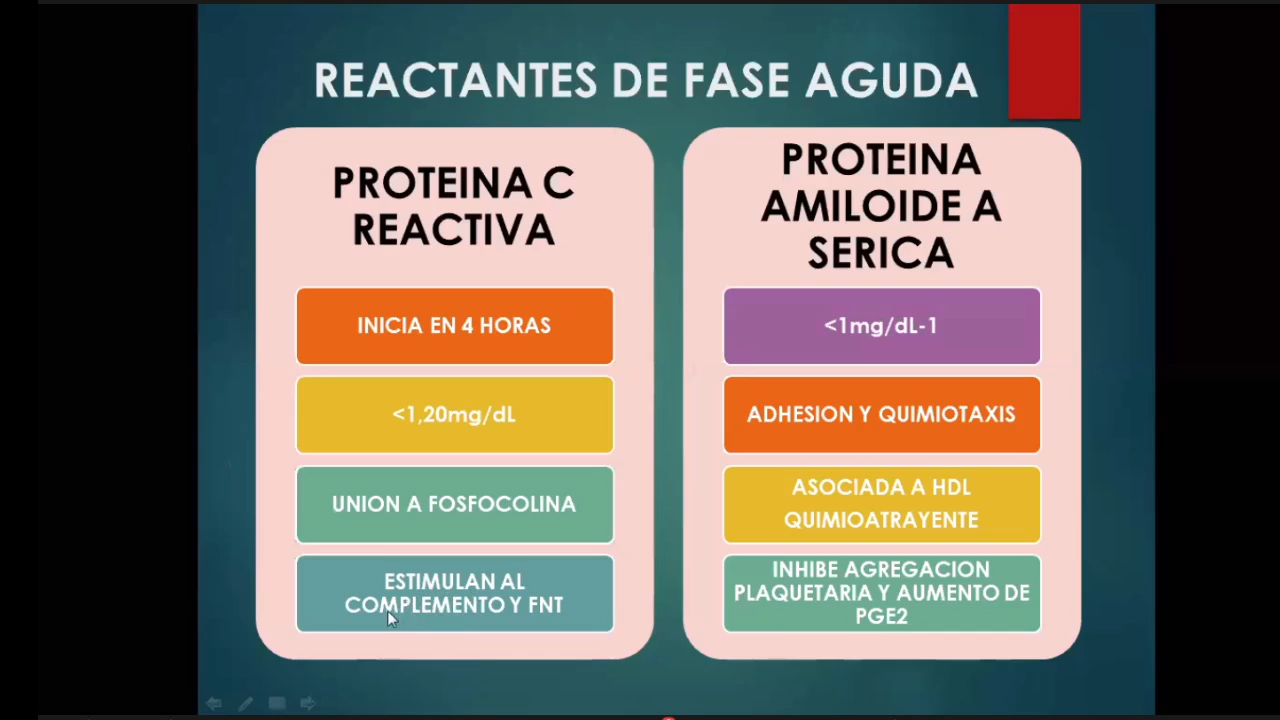 REACTANTES DE FASE AGUDA
PROTEINA C
REACTIVA
INICIA EN 4 HORAS
<1,20mg/dL
UNION A FOSFOCOLINA
ESTIMULAN AL
COMPLEMENTO Y FNT
PROTEINA
AMILOIDE A
SERICA
<1mg/dL-1
ADHESION Y QUIMIOTAXIS
ASOCIADA A HDL
QUIMIOATRAYENTE
INHIBE AGREGACION
PLAQUETARIA Y AUMENTO DE
PGE2